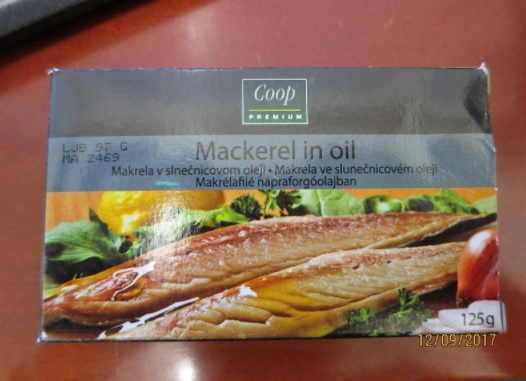 Coop
PREMIUM
LUB 97 G
MA 2469
Mackerel in oil
Makrela v slnečnicovom oleji • Makrela ve slunečnicovém oleji
Makrélafilé napraforgóolajban
125g
12/09/2017